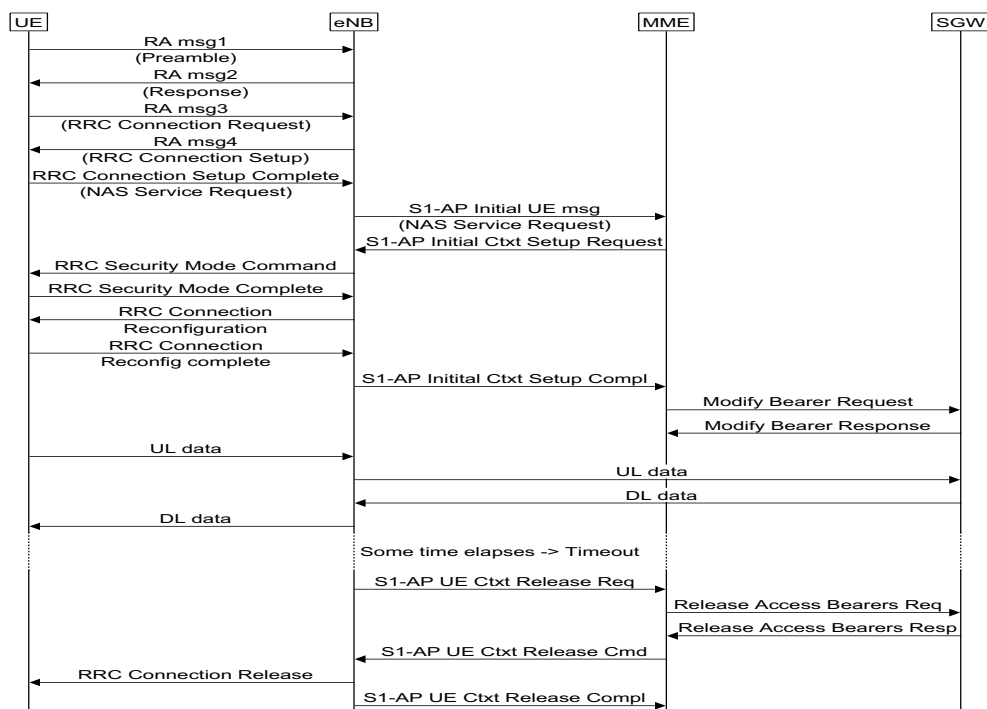 UE eNB MME SGW
RA msg1
(Preamble)
RA msg2
(Response)
RA msg3
(RRC Connection Request)
RA msg4
(RRC Connection Setup)
RRC Connection Setup Complete
(NAS Service Request)
S1-AP Initial UE msg
(NAS Service Request)
S1-AP Initial Ctxt Setup Request
RRC Security Mode Command
RRC Security Mode Complete
RRC Connection
Reconfiguration
RRC Connection
Reconfig complete
S1-AP Initital Ctxt Setup Compl
Modify Bearer Request
Modify Bearer Response
UL data
UL data
DL data
DL data
Some time elapses -> Timeout
S1-AP UE Ctxt Release Req
Release Access Bearers Req
Release Access Bearers Resp
S1-AP UE Ctxt Release Cmd
RRC Connection Release
S1-AP UE Ctxt Release Compl